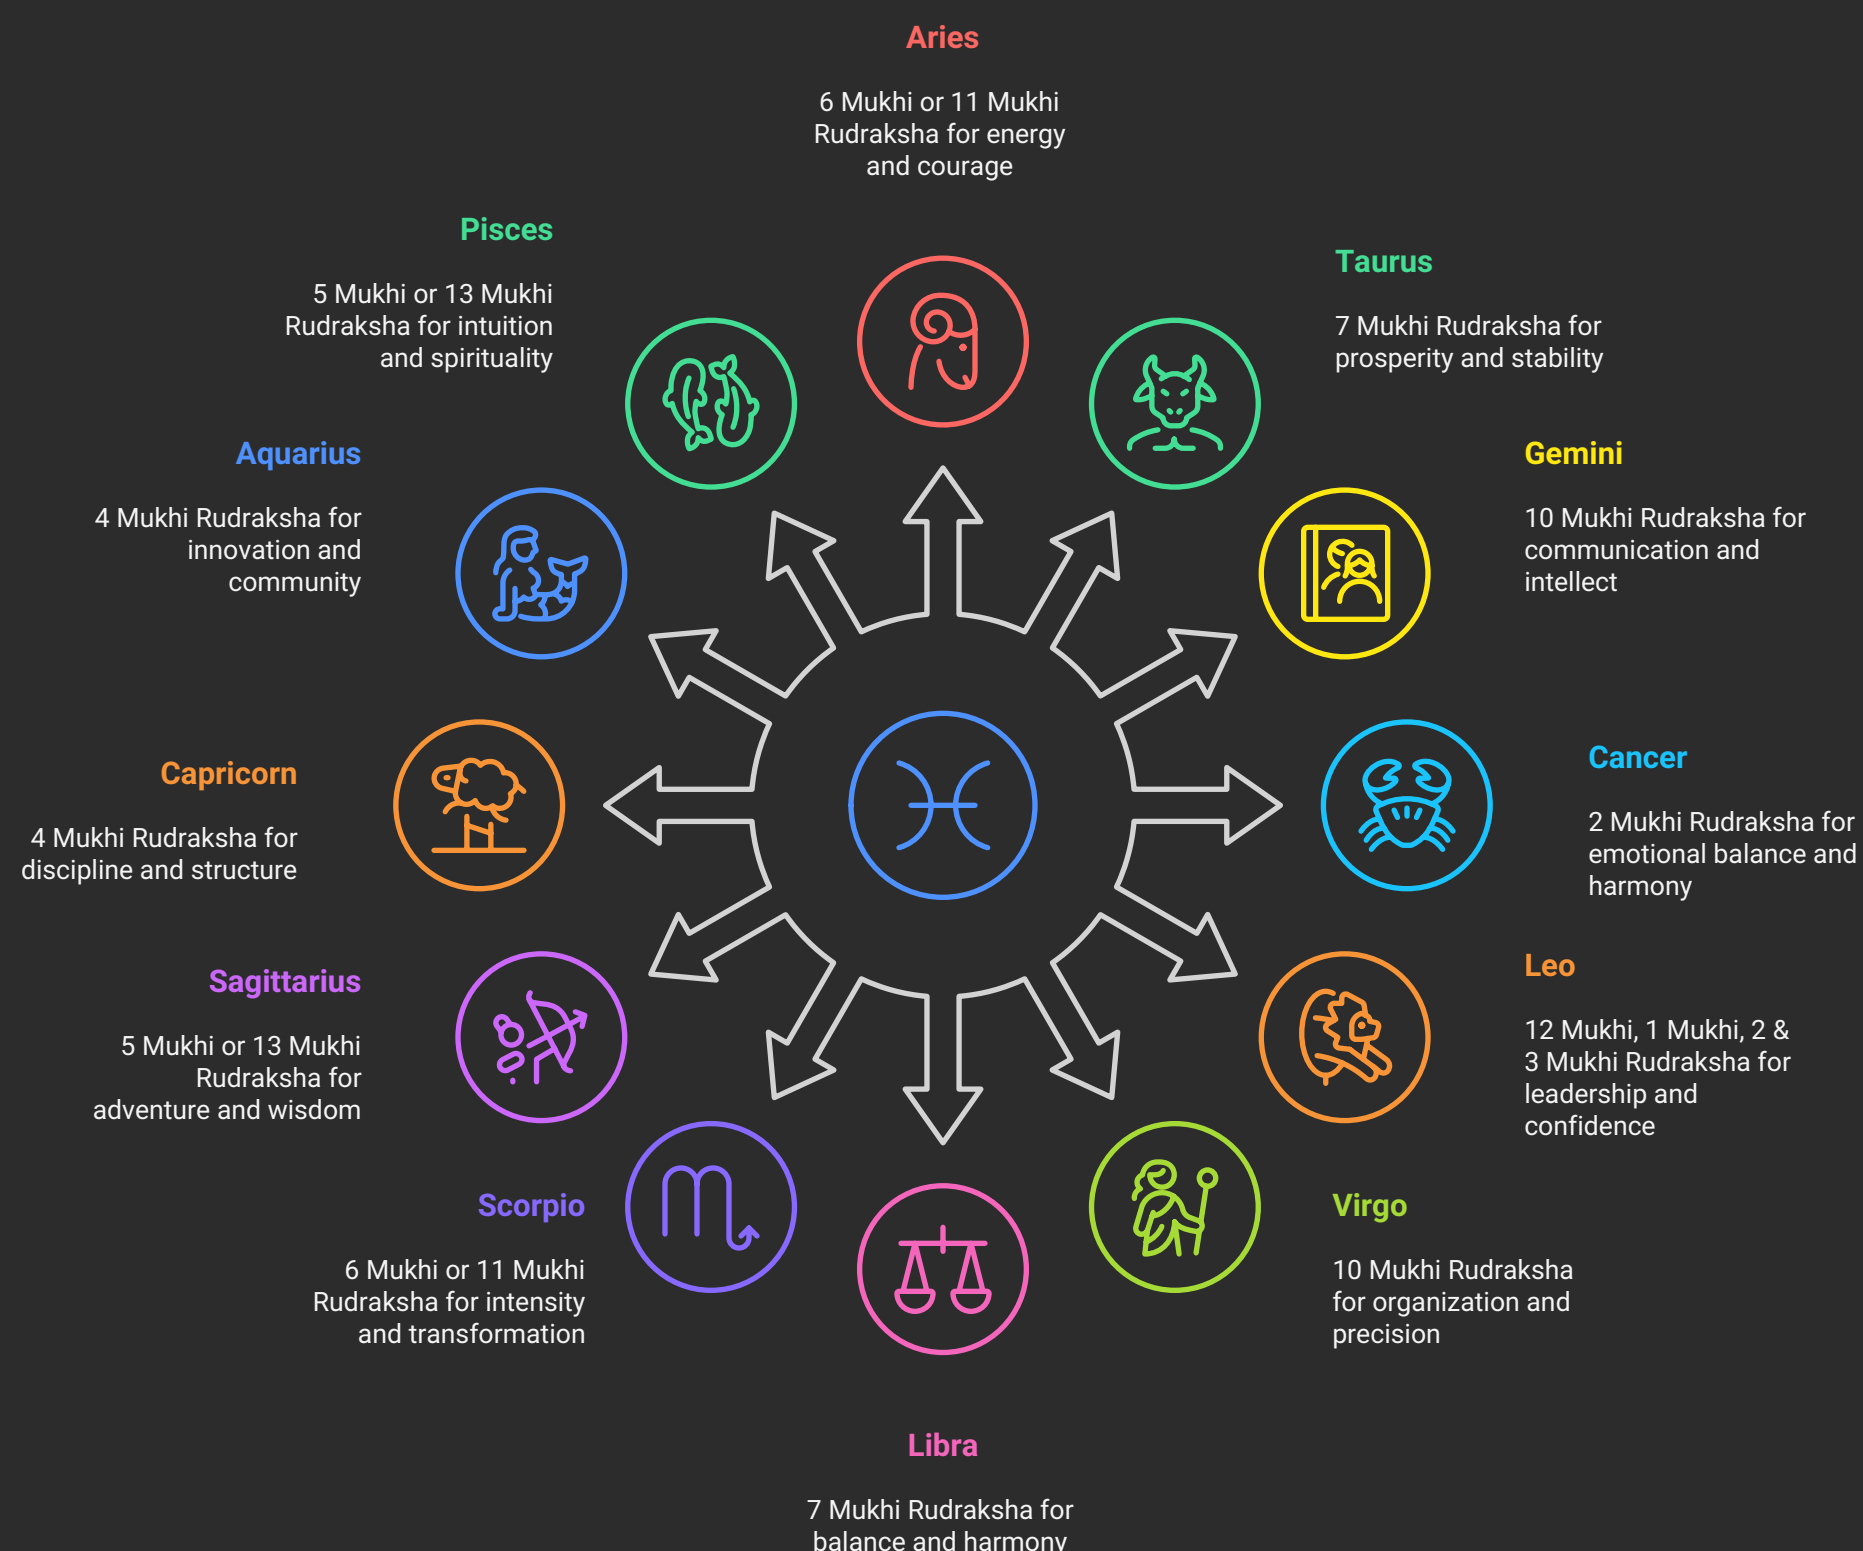 Aries
6 Mukhi or 11 Mukhi
Rudraksha for energy
and courage
Taurus
7 Mukhi Rudraksha for
prosperity and stability
Gemini
10 Mukhi Rudraksha for
communication and
intellect
Cancer
2 Mukhi Rudraksha for
emotional balance and
harmony
Leo
12 Mukhi, 1 Mukhi, 2 &
3 Mukhi Rudraksha for
leadership and
confidence
Virgo
10 Mukhi Rudraksha
for organization and
precision
Libra
7 Mukhi Rudraksha for
balance and harmony
Scorpio
6 Mukhi or 11 Mukhi
Rudraksha for intensity
and transformation
Sagittarius
5 Mukhi or 13 Mukhi
Rudraksha for
adventure and wisdom
Capricorn
4 Mukhi Rudraksha for
discipline and structure
Aquarius
4 Mukhi Rudraksha for
innovation and
community
Pisces
5 Mukhi or 13 Mukhi
Rudraksha for intuition
and spirituality